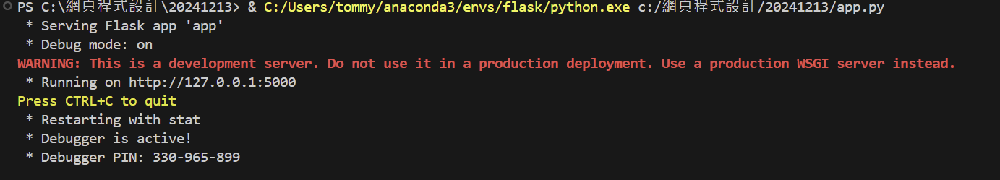 PS C:\網頁程式設計\20241213> & C:/Users/tommy/anaconda3/envs/flask/python.exe c:/網頁程式設計/20241213/app.py
 * Serving Flask app 'app'
 * Debug mode: on
WARNING: This is a development server. Do not use it in a production deployment. Use a production WSGI server instead.
 * Running on http://127.0.0.1:5000
Press CTRL+C to quit
 * Restarting with stat
 * Debugger is active!
 * Debugger PIN: 330-965-899